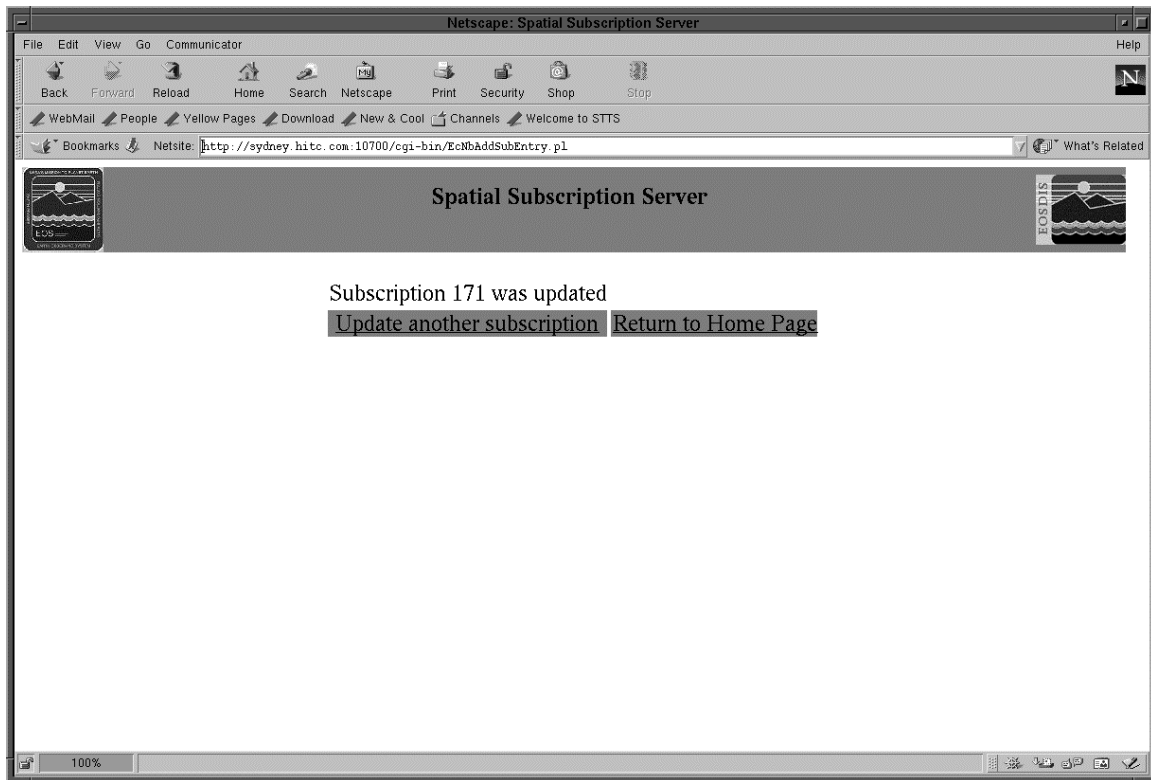 Netscape: Spatial Subscription Server
File Edit View Go Communicator Help
Back Forward Reload Home Search Netscape Print Security Shop Stop
My
N
WebMail People Yellow Pages Download New & Cool Channels Welcome to STTS
Bookmarks Netsite: http://sydney.hitc.com:10700/cgi-bin/EcNbAddSubEntry.pl What's Related
Spatial Subscription Server
EOS
EOSDIS
Subscription 171 was updated
Update another subscription Return to Home Page
100%